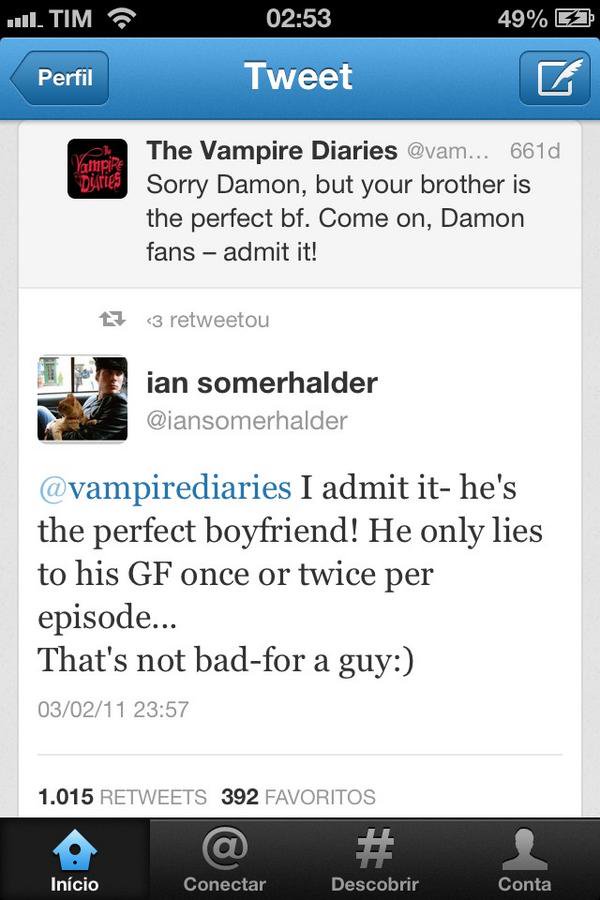 TIM 02:53 49%
Perfil Tweet
The Vampire Diaries @vam... 661d
The Vampire Diaries
Sorry Damon, but your brother is
the perfect bf. Come on, Damon
fans – admit it!
<3 retweetou
ian somerhalder
@iansomerhalder
@vampirediaries I admit it- he's
the perfect boyfriend! He only lies
to his GF once or twice per
episode...
That's not bad-for a guy:)
03/02/11 23:57
1.015 RETWEETS 392 FAVORITOS
Início Conectar Descobrir Conta